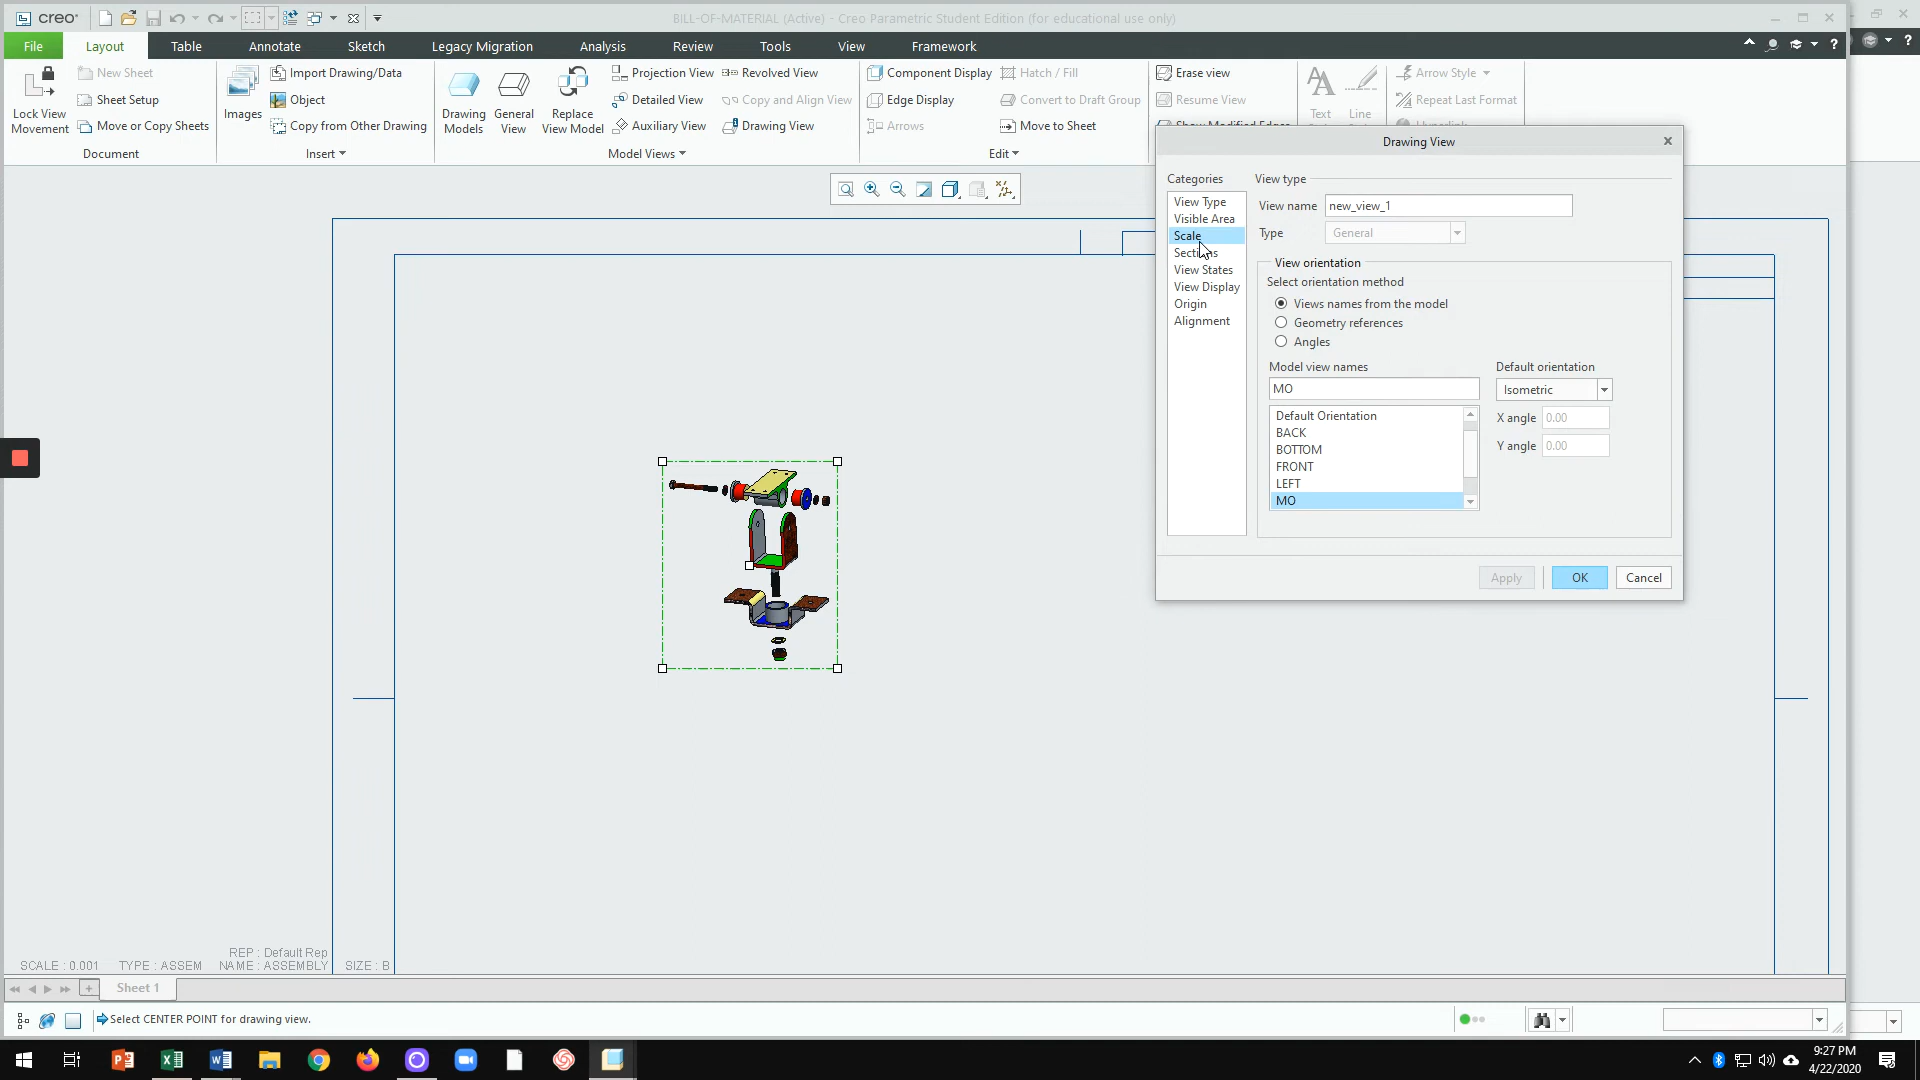 creo®
BILL-OF-MATERIAL (Active) - Creo Parametric Student Edition (for educational use only)
File
Layout
Table
Annotate
Sketch
Legacy Migration
Analysis
Review
Tools
View
Framework
Lock View Movement
New Sheet
Sheet Setup
Move or Copy Sheets
Document
Images
Import Drawing/Data
Object
Copy from Other Drawing
Insert
Drawing Models
General View
Replace View Model
Projection View
Detailed View
Auxiliary View
Revolved View
Copy and Align View
Drawing View
Model Views
Component Display
Edge Display
Arrows
Hatch / Fill
Convert to Draft Group
Move to Sheet
Edit
Erase view
Resume View
Show Modified Edges
Text
Line
Arrow Style
Repeat Last Format
Hyperlink
Drawing View
Categories
View Type
Visible Area
Scale
Sections
View States
View Display
Origin
Alignment
View type
View name new_view_1
Type General
View orientation
Select orientation method
Views names from the model
Geometry references
Angles
Model view names
MO
Default Orientation
BACK
BOTTOM
FRONT
LEFT
MO
Default orientation
Isometric
X angle 0.00
Y angle 0.00
Apply
OK
Cancel
REP : Default Rep
SCALE : 0.001 TYPE : ASSEM NAME : ASSEMBLY SIZE : B
Sheet 1
Select CENTER POINT for drawing view.
9:27 PM
4/22/2020